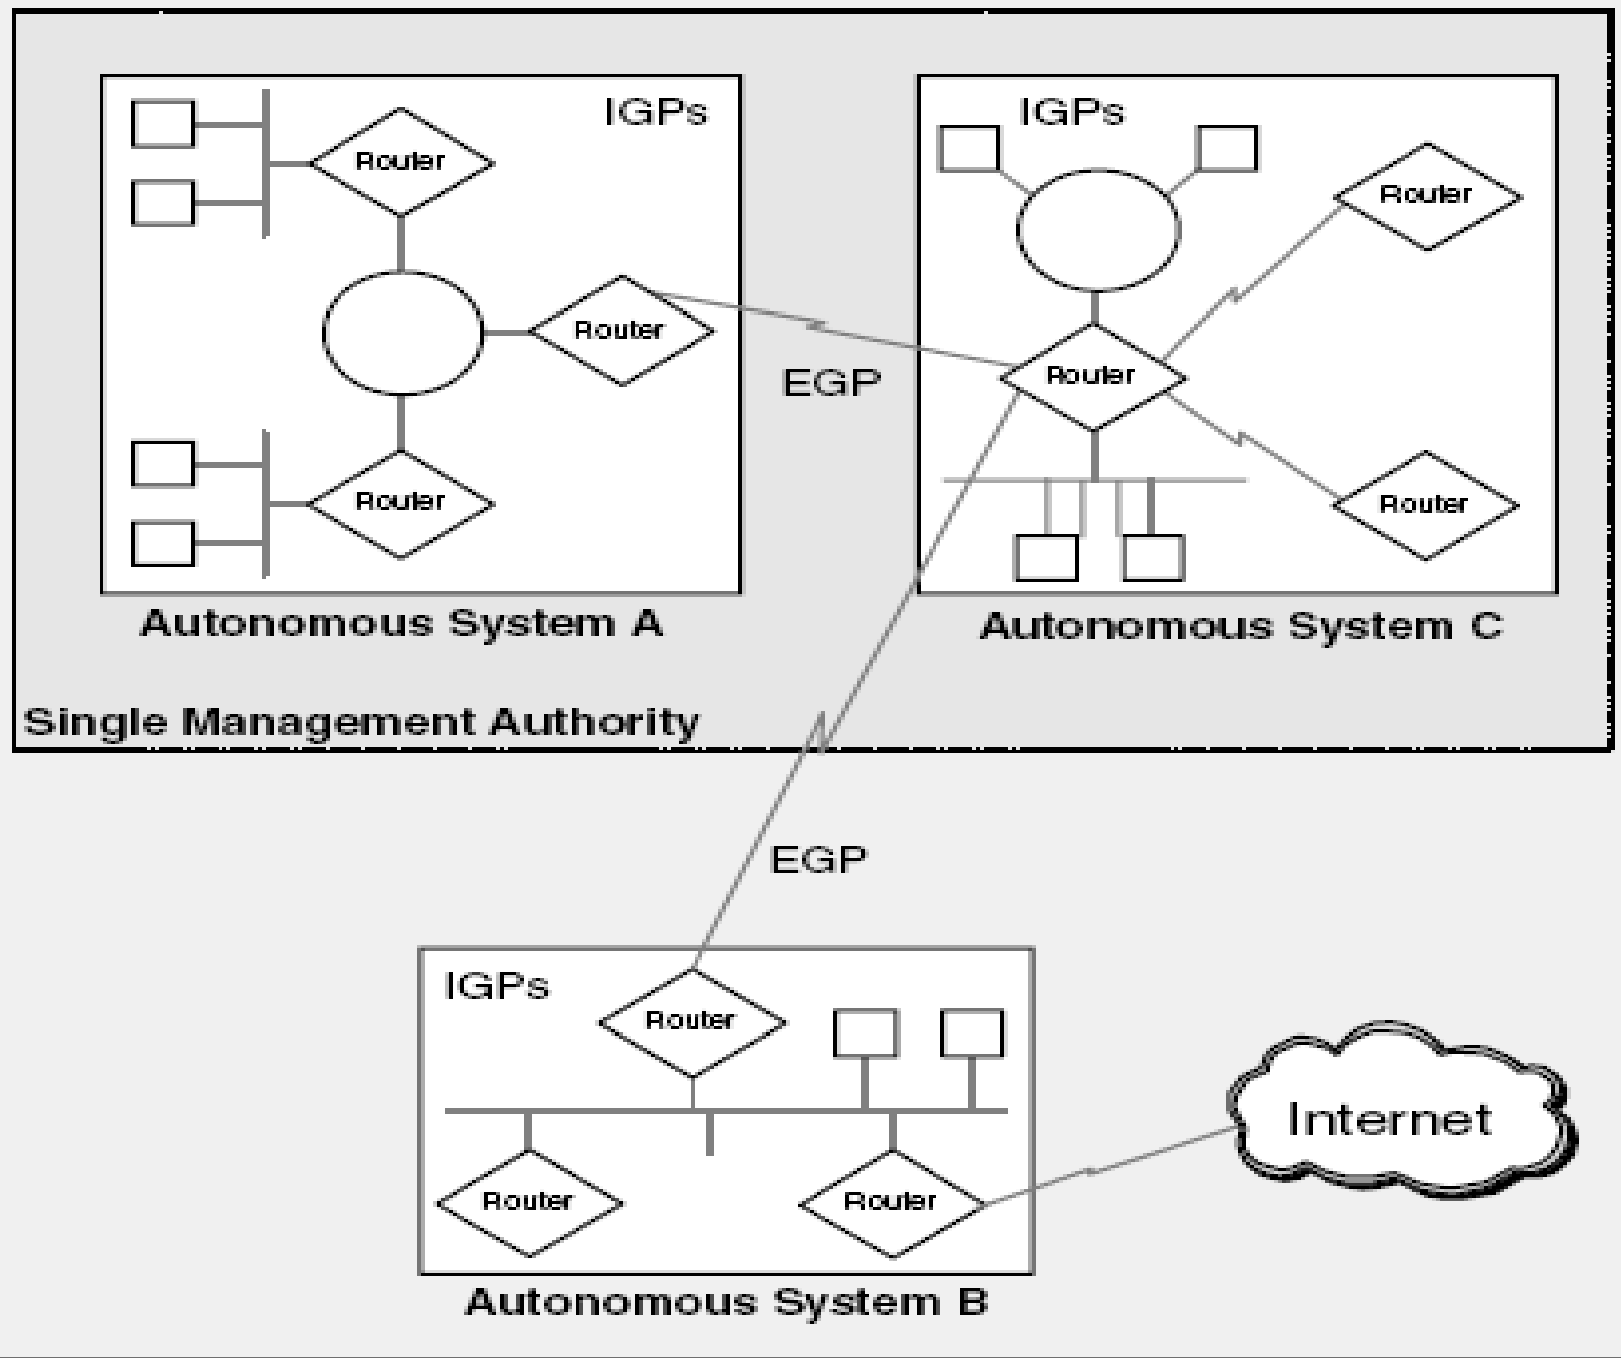 IGPs
Router
Router
Router
Autonomous System A
EGP
IGPs
Router
Router
Router
Autonomous System C
Single Management Authority
EGP
IGPs
Router
Router
Router
Autonomous System B
Internet